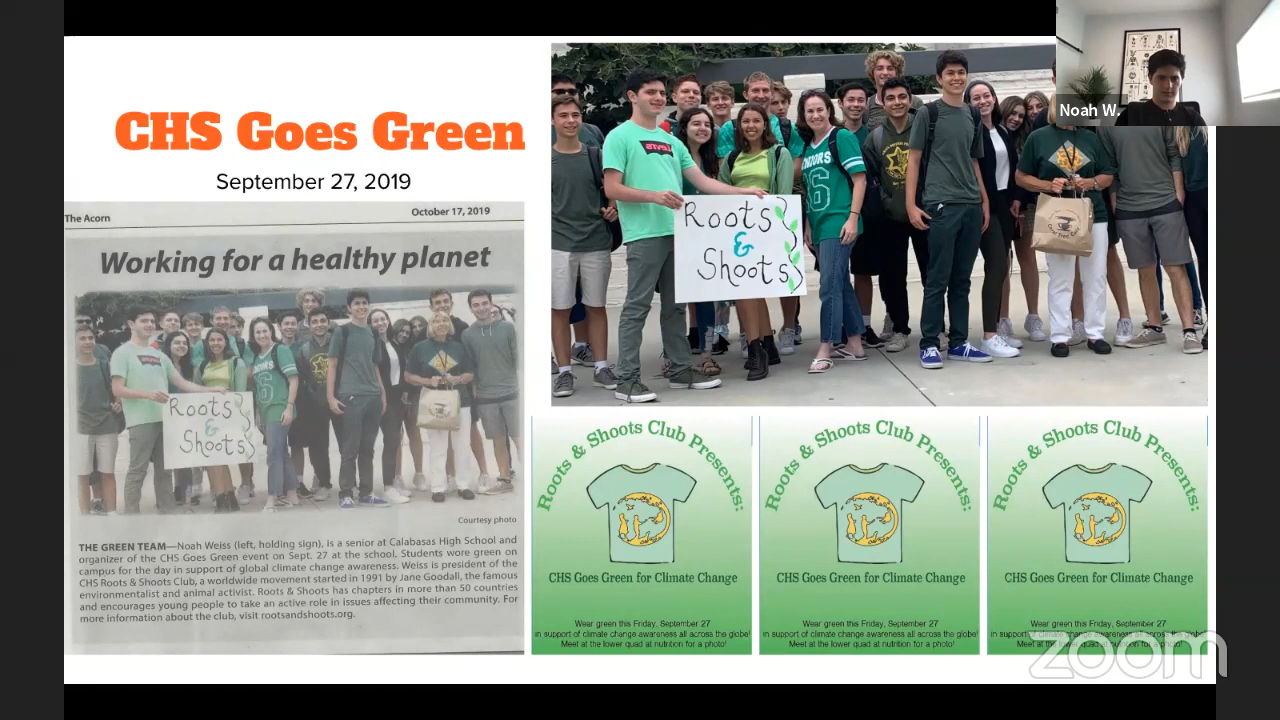 CHS Goes Green
September 27, 2019
The Acorn
October 17, 2019
Working for a healthy planet
Roots
&
Shoots
Courtesy photo
THE GREEN TEAM—Noah Weiss (left, holding sign), is a senior at Calabasas High School and
organizer of the CHS Goes Green event on Sept. 27 at the school. Students wore green on
campus for the day in support of global climate change awareness. Weiss is president of the
CHS Roots & Shoots Club, a worldwide movement started in 1991 by Jane Goodall, the famous
environmentalist and animal activist. Roots & Shoots has chapters in more than 50 countries
and encourages young people to take an active role in issues affecting their community. For
more information about the club, visit rootsandshoots.org.
Roots
&
Shoots
6
Noah W.
Roots & Shoots Club Presents:
CHS Goes Green for Climate Change
Wear green this Friday, September 27
in support of climate change awareness all across the globe!
Meet at the lower quad at nutrition for a photo!
Roots & Shoots Club Presents:
CHS Goes Green for Climate Change
Wear green this Friday, September 27
in support of climate change awareness all across the globe!
Meet at the lower quad at nutrition for a photo!
Roots & Shoots Club Presents:
CHS Goes Green for Climate Change
Wear green this Friday, September 27
in support of climate change awareness all across the globe!
Meet at the lower quad at nutrition for a photo!
zoom